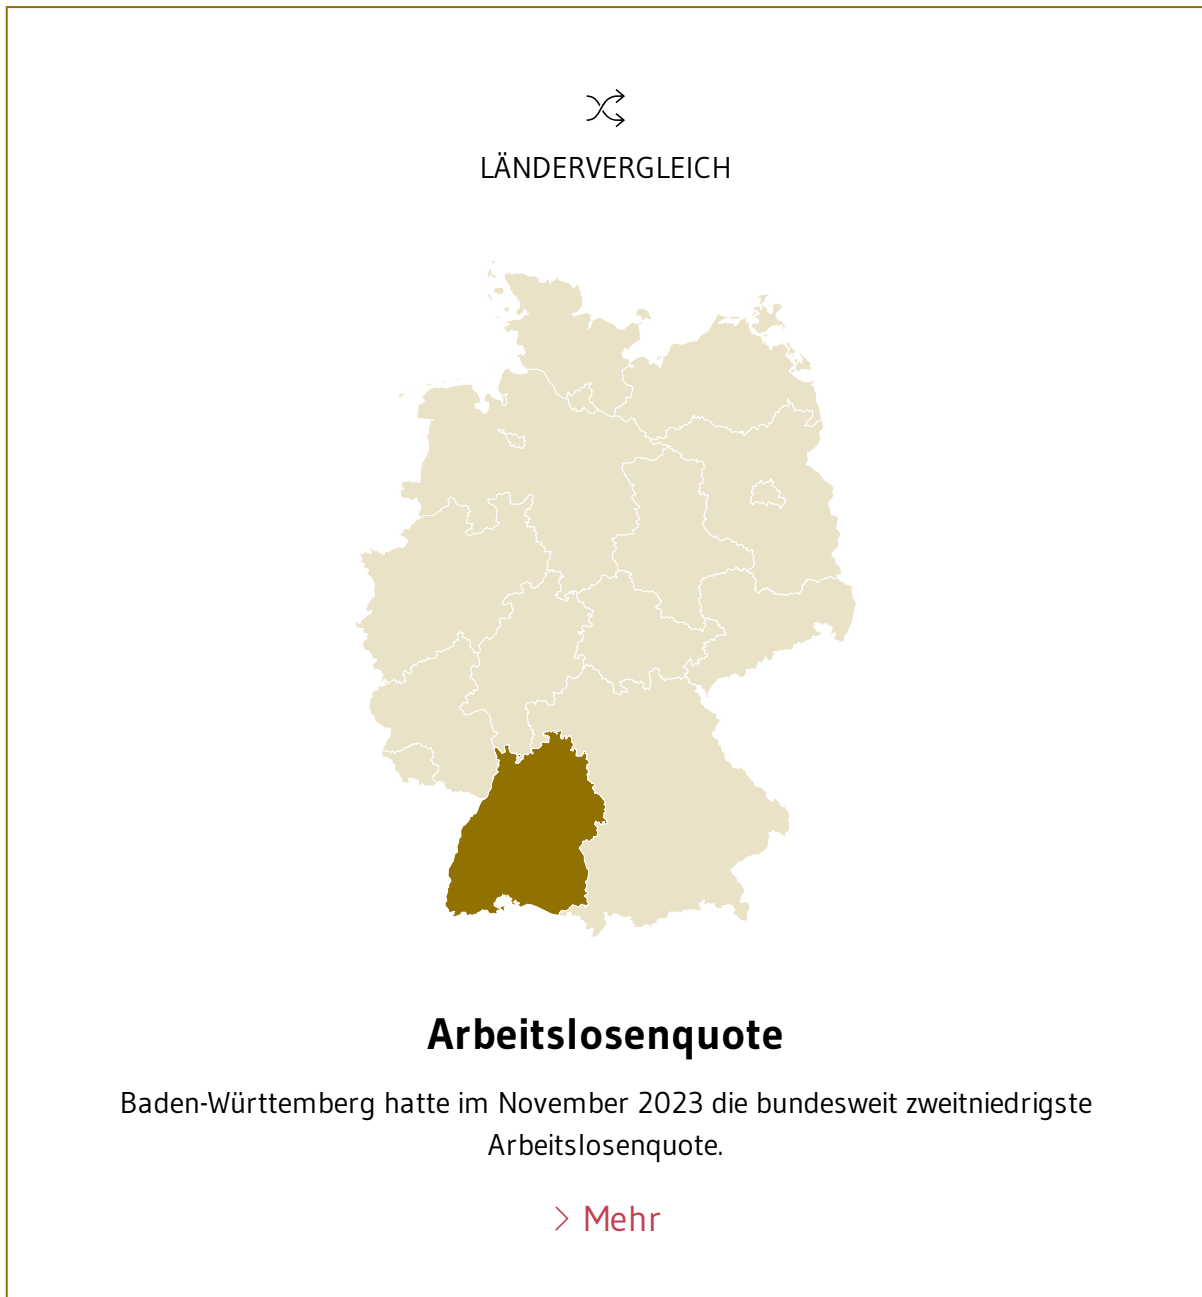 LÄNDERVERGLEICH
Arbeitslosenquote
Baden-Württemberg hatte im November 2023 die bundesweit zweitniedrigste
Arbeitslosenquote.
Mehr